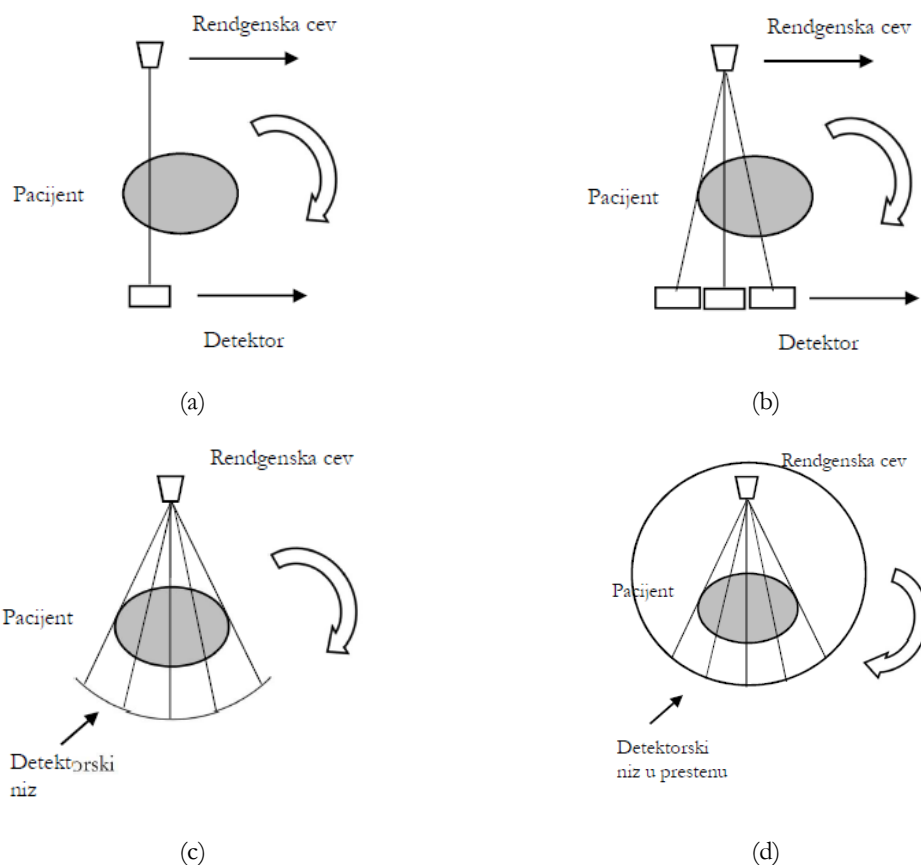 Rendgenska cev
Pacijent
Detektor
(a)
Rendgenska cev
Pacijent
Detektor
(b)
Rendgenska cev
Pacijent
Detektorski
niz
(c)
Rendgenska cev
Pacijent
Detektorski
niz u prestenu
(d)